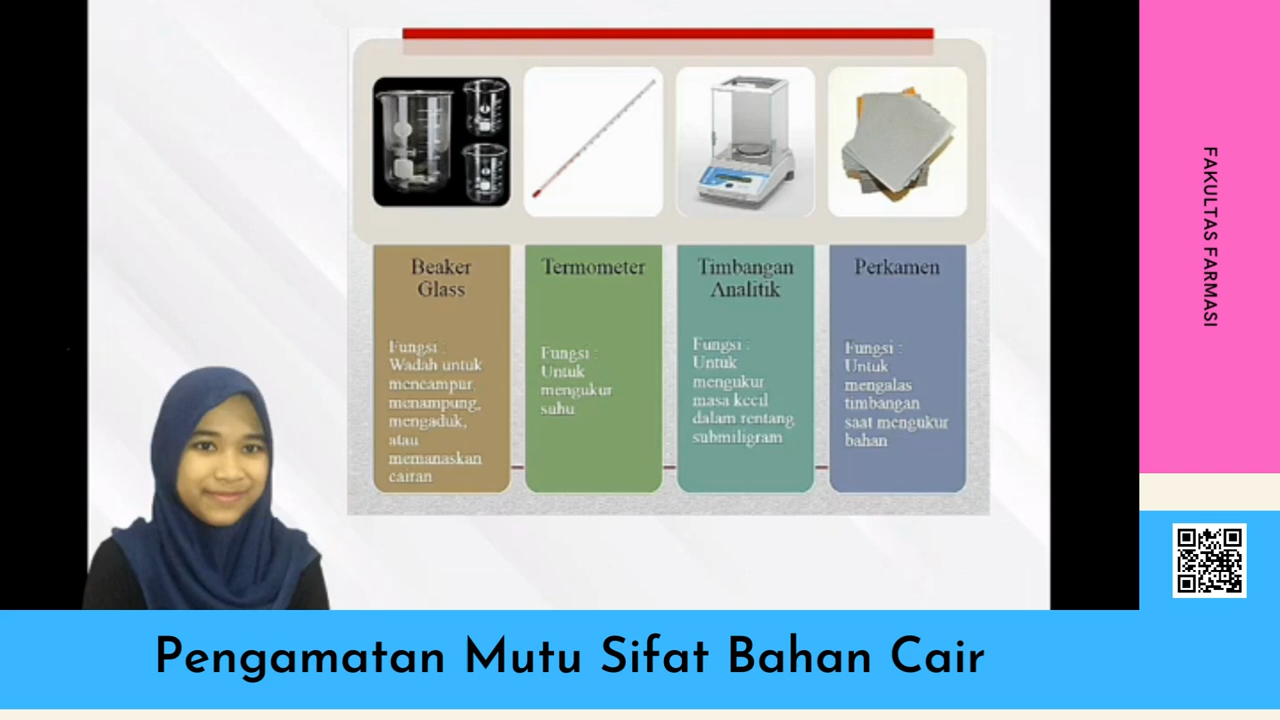 Beaker
Glass
Fungsi :
Wadah untuk
mencampur,
menampung,
mengaduk,
atau
memanaskan
cairan
Termometer
Fungsi :
Untuk
mengukur
suhu
Timbangan
Analitik
Fungsi :
Untuk
mengukur
masa kecil
dalam rentang
submiligram
Perkamen
Fungsi :
Untuk
mengalas
timbangan
saat mengukur
bahan
FAKULTAS FARMASI
Pengamatan Mutu Sifat Bahan Cair